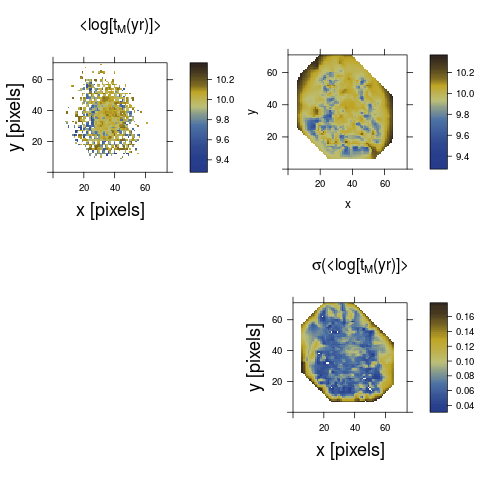 <log[t_M(yr)]>
60
40
20
20 40 60
y [pixels]
x [pixels]
10.2
10.0
9.8
9.6
9.4
60
40
20
20 40 60
y
x
10.2
10.0
9.8
9.6
9.4
σ(<log[t_M(yr)]>
60
40
20
20 40 60
y [pixels]
x [pixels]
0.16
0.14
0.12
0.10
0.08
0.06
0.04